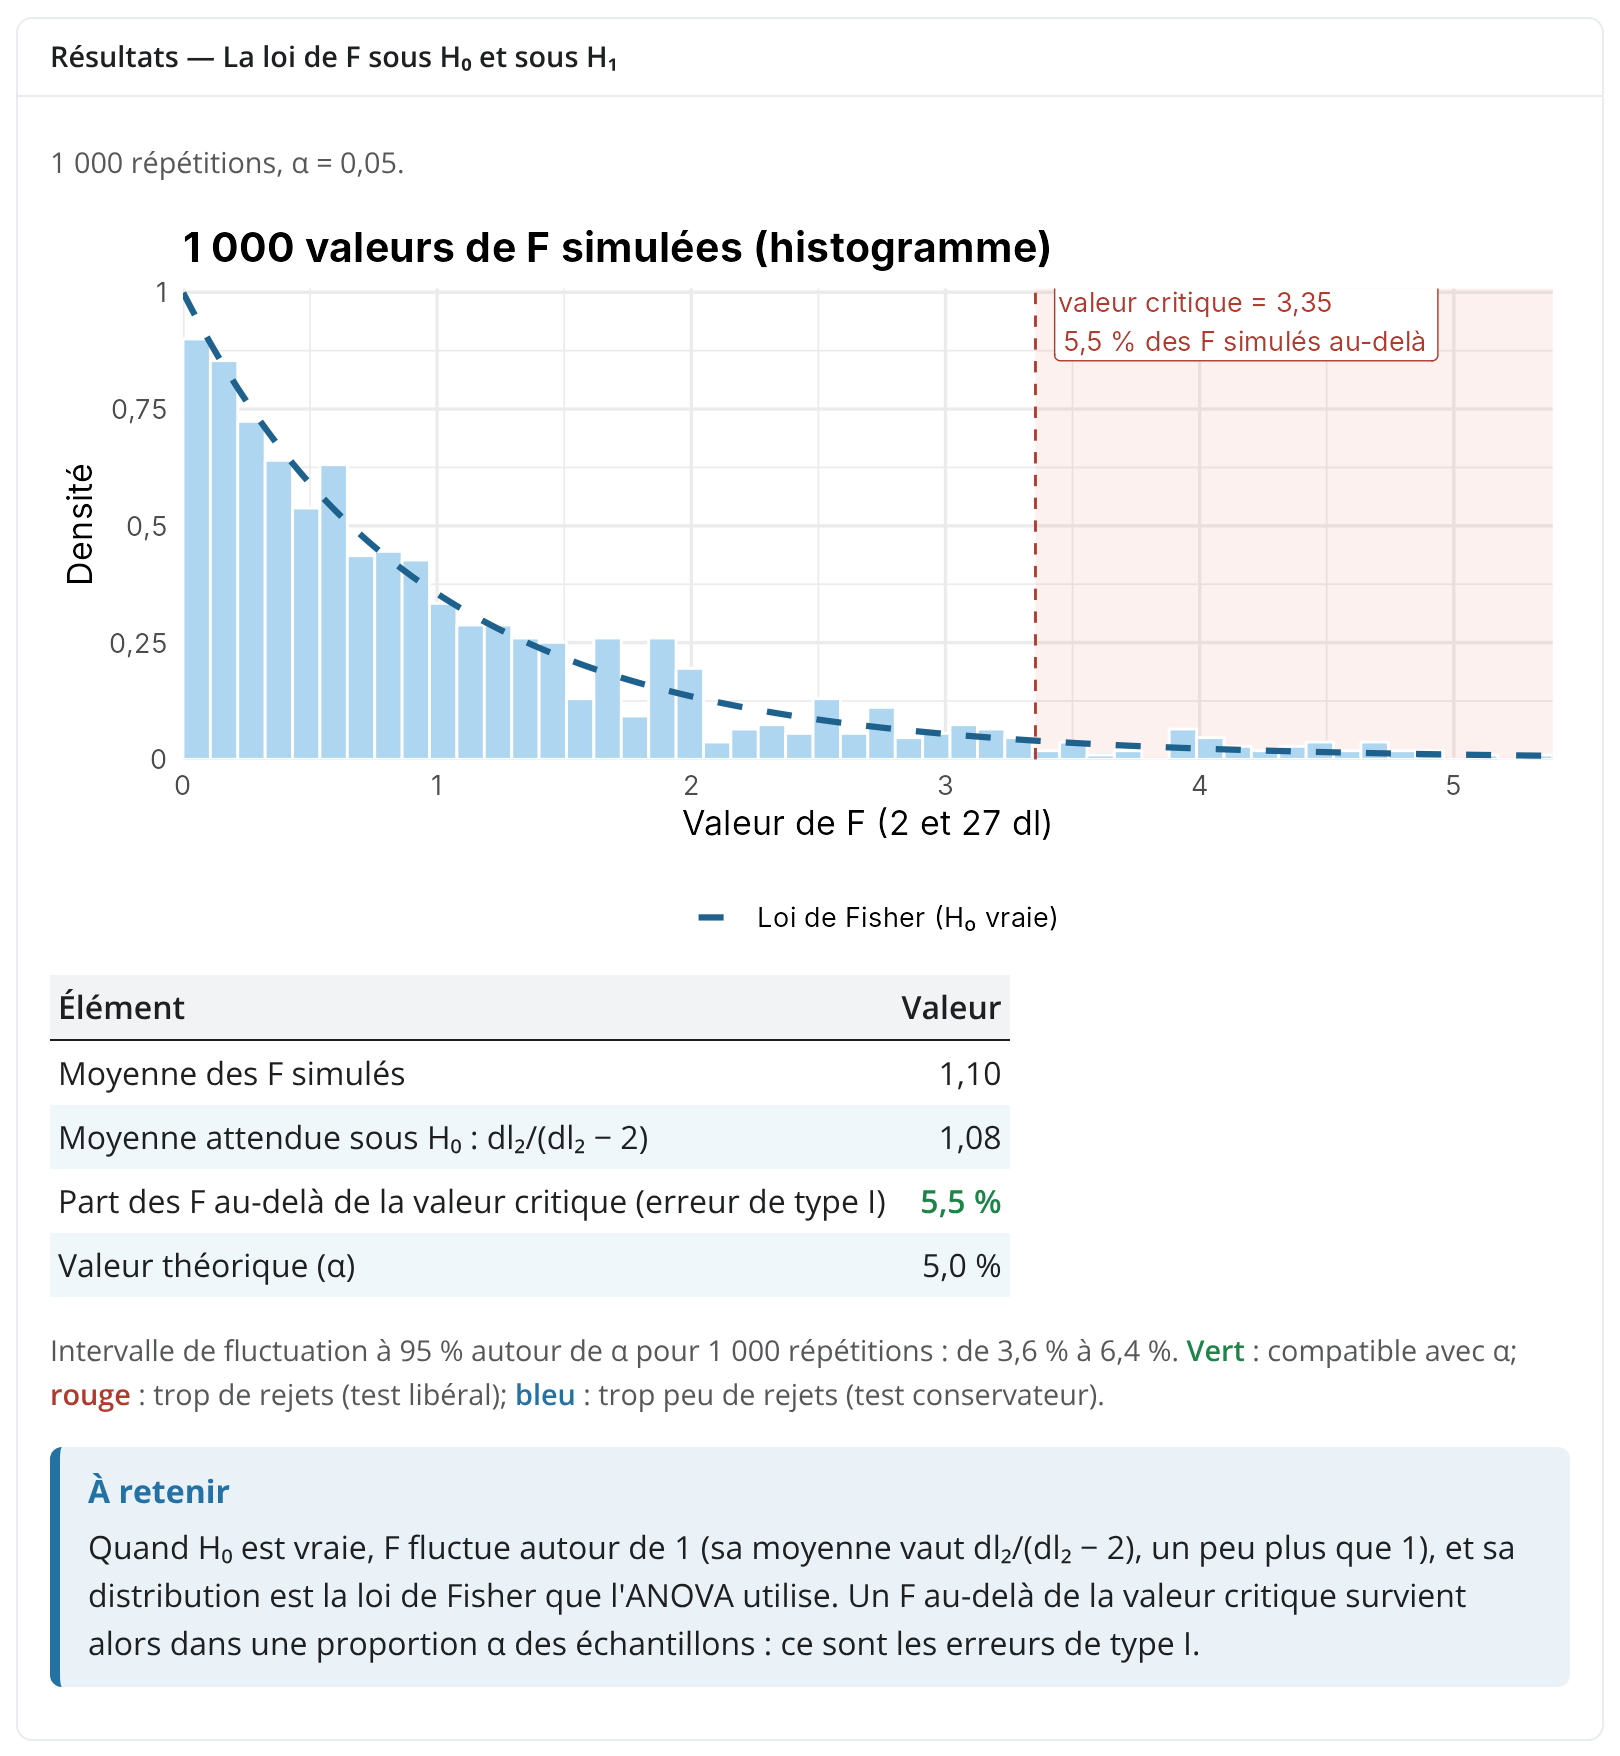 Résultats — La loi de F sous H₀ et sous H₁
1 000 répétitions, α = 0,05.
1 000 valeurs de F simulées (histogramme)
valeur critique = 3,35
5,5 % des F simulés au-delà
1
0,75
0,5
0,25
0
Densité
0 1 2 3 4 5
Valeur de F (2 et 27 dl)
Loi de Fisher (H₀ vraie)
Élément Valeur
Moyenne des F simulés 1,10
Moyenne attendue sous H₀ : dl₂/(dl₂ − 2) 1,08
Part des F au-delà de la valeur critique (erreur de type I) 5,5 %
Valeur théorique (α) 5,0 %
Intervalle de fluctuation à 95 % autour de α pour 1 000 répétitions : de 3,6 % à 6,4 %. Vert : compatible avec α;
rouge : trop de rejets (test libéral); bleu : trop peu de rejets (test conservateur).
À retenir
Quand H₀ est vraie, F fluctue autour de 1 (sa moyenne vaut dl₂/(dl₂ − 2), un peu plus que 1), et sa
distribution est la loi de Fisher que l'ANOVA utilise. Un F au-delà de la valeur critique survient
alors dans une proportion α des échantillons : ce sont les erreurs de type I.